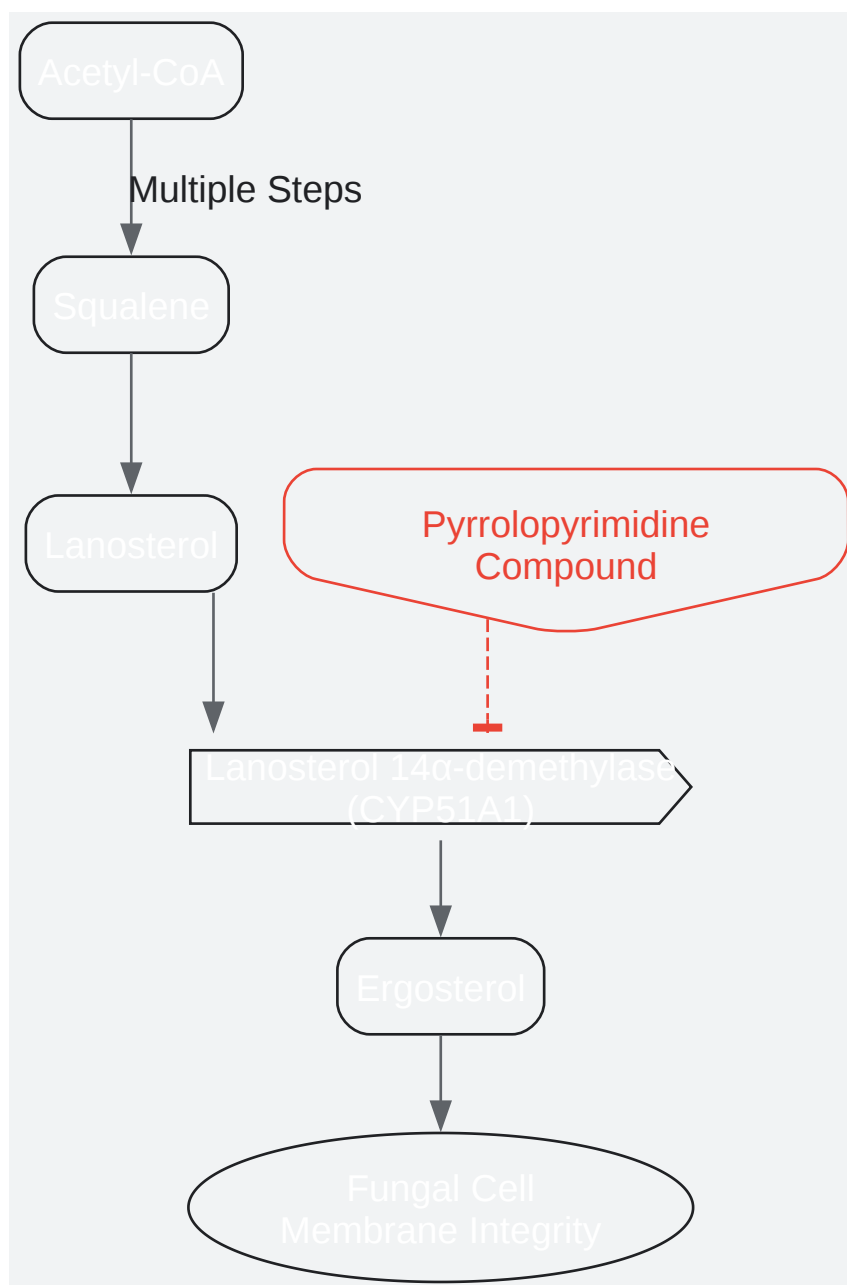 Acetyl-CoA
Multiple Steps
Squalene
Lanosterol
Pyrrolopyrimidine
Compound
Lanosterol 14α-demethylase
(CYP51A1)
Ergosterol
Fungal Cell
Membrane Integrity